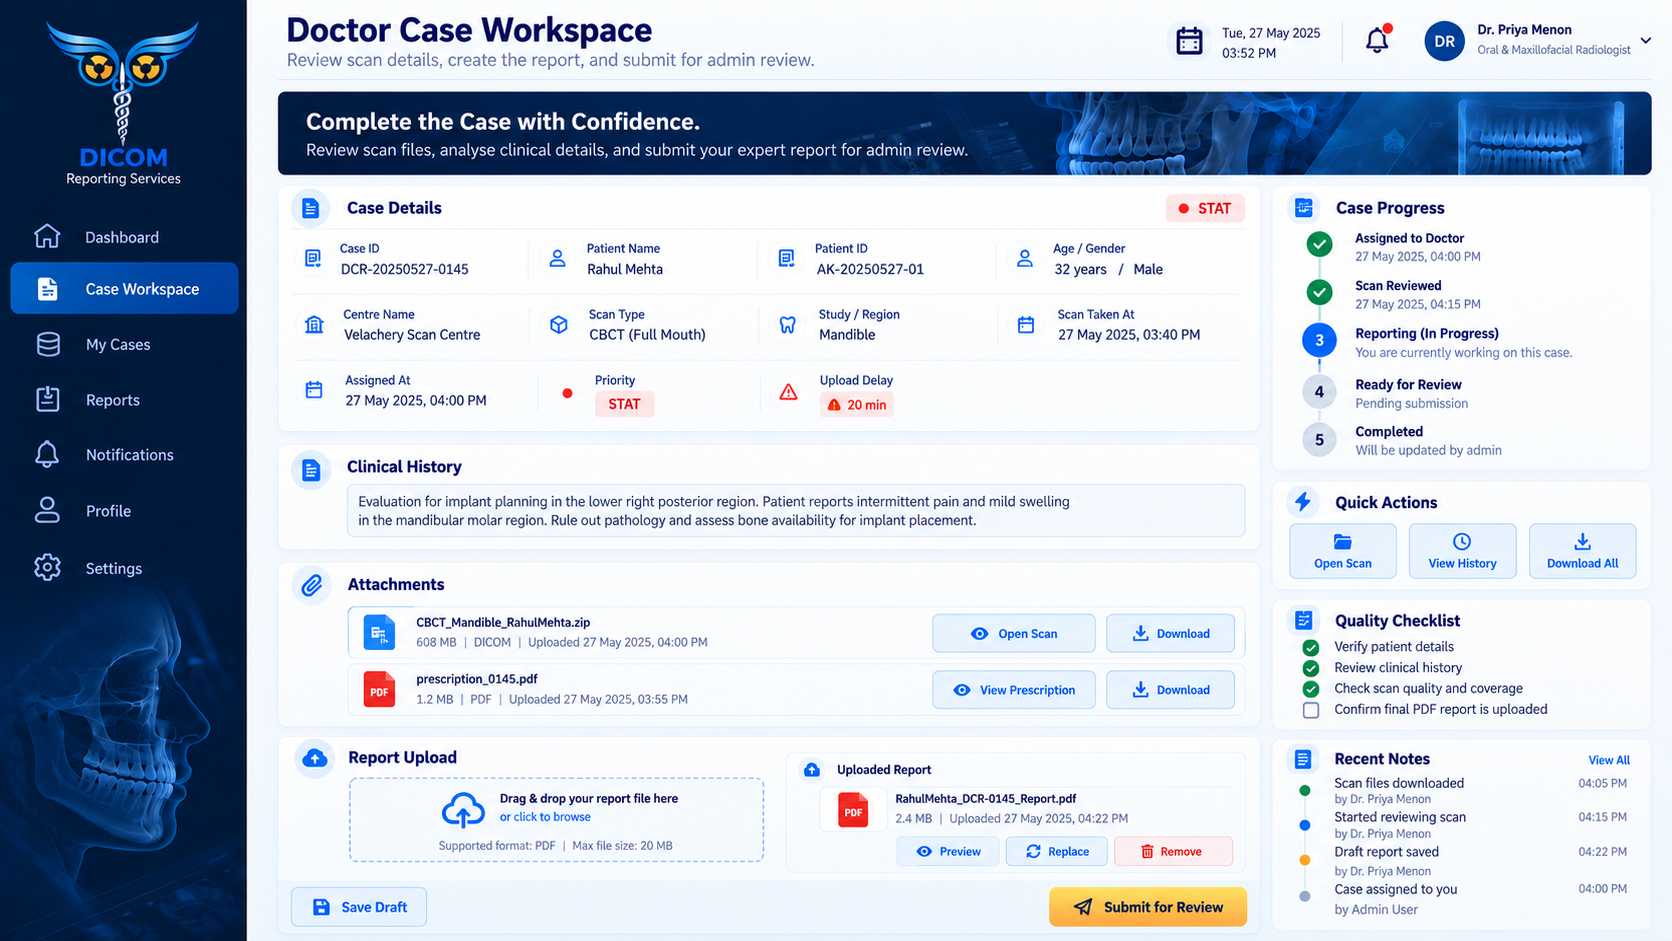 DICOM
Reporting Services
Dashboard
Case Workspace
My Cases
Reports
Notifications
Profile
Settings
Doctor Case Workspace
Review scan details, create the report, and submit for admin review.
Tue, 27 May 2025
03:52 PM
DR
Dr. Priya Menon
Oral & Maxillofacial Radiologist
Complete the Case with Confidence.
Review scan files, analyse clinical details, and submit your expert report for admin review.
Case Details
STAT
Case ID
DCR-20250527-0145
Patient Name
Rahul Mehta
Patient ID
AK-20250527-01
Age / Gender
32 years / Male
Centre Name
Velachery Scan Centre
Scan Type
CBCT (Full Mouth)
Study / Region
Mandible
Scan Taken At
27 May 2025, 03:40 PM
Assigned At
27 May 2025, 04:00 PM
Priority
STAT
Upload Delay
20 min
Clinical History
Evaluation for implant planning in the lower right posterior region. Patient reports intermittent pain and mild swelling
in the mandibular molar region. Rule out pathology and assess bone availability for implant placement.
Attachments
CBCT_Mandible_RahulMehta.zip
608 MB | DICOM | Uploaded 27 May 2025, 04:00 PM
Open Scan
Download
PDF
prescription_0145.pdf
1.2 MB | PDF | Uploaded 27 May 2025, 03:55 PM
View Prescription
Download
Report Upload
Drag & drop your report file here
or click to browse
Supported format: PDF | Max file size: 20 MB
Uploaded Report
PDF
RahulMehta_DCR-0145_Report.pdf
2.4 MB | Uploaded 27 May 2025, 04:22 PM
Preview
Replace
Remove
Save Draft
Submit for Review
Case Progress
Assigned to Doctor
27 May 2025, 04:00 PM
Scan Reviewed
27 May 2025, 04:15 PM
3
Reporting (In Progress)
You are currently working on this case.
4
Ready for Review
Pending submission
5
Completed
Will be updated by admin
Quick Actions
Open Scan
View History
Download All
Quality Checklist
Verify patient details
Review clinical history
Check scan quality and coverage
Confirm final PDF report is uploaded
Recent Notes
View All
Scan files downloaded
04:05 PM
by Dr. Priya Menon
Started reviewing scan
04:15 PM
by Dr. Priya Menon
Draft report saved
04:22 PM
by Dr. Priya Menon
Case assigned to you
04:00 PM
by Admin User